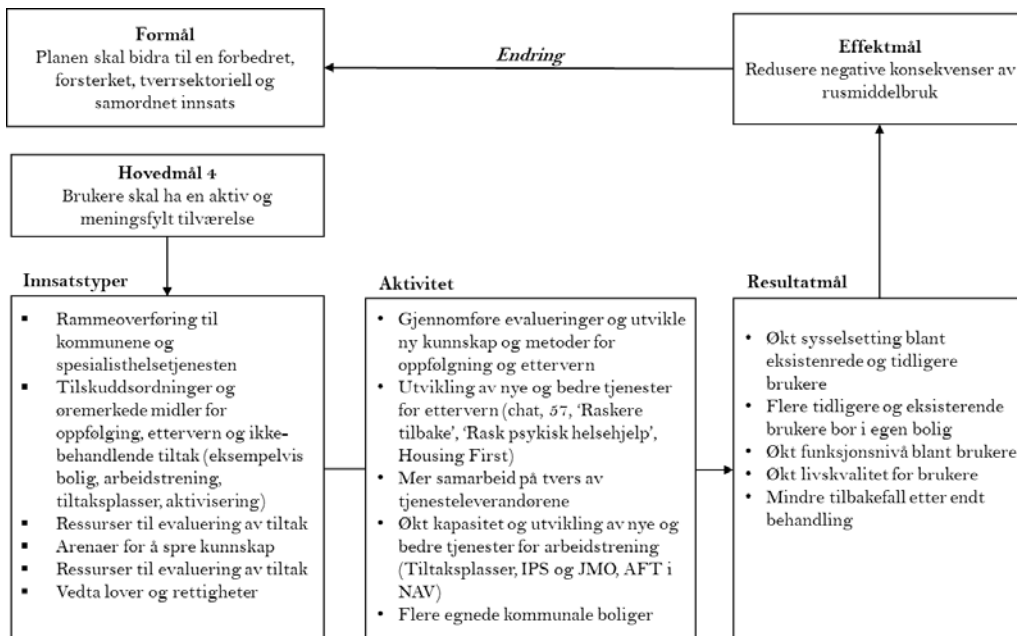 Formål
Planen skal bidra til en forbedret,
forsterket, tverrsektoriell og
samordnet innsats
Endring
Effektmål
Redusere negative konsekvenser av
rusmiddelbruk
Hovedmål 4
Brukere skal ha en aktiv og
meningsfylt tilværelse
Innsatstyper
▪ Rammeoverføring til
kommunene og
spesialisthelsetjenesten
▪ Tilskuddsordninger og
øremerkede midler for
oppfølging, ettervern og ikke-
behandlende tiltak (eksempelvis
bolig, arbeidstrening,
tiltaksplasser, aktivisering)
▪ Ressurser til evaluering av tiltak
▪ Arenaer for å spre kunnskap
▪ Ressurser til evaluering av tiltak
▪ Vedta lover og rettigheter
Aktivitet
• Gjennomføre evalueringer og utvikle
ny kunnskap og metoder for
oppfølgning og ettervern
• Utvikling av nye og bedre tjenester
for ettervern (chat, 57, ‘Raskere
tilbake’, ‘Rask psykisk helsehjelp’,
Housing First)
• Mer samarbeid på tvers av
tjenesteleverandørene
• Økt kapasitet og utvikling av nye og
bedre tjenester for arbeidstrening
(Tiltaksplasser, IPS og JMO, AFT i
NAV)
• Flere egnede kommunale boliger
Resultatmål
• Økt sysselsetting blant
eksistenrede og tidligere
brukere
• Flere tidligere og eksisterende
brukere bor i egen bolig
• Økt funksjonsnivå blant brukere
• Økt livskvalitet for brukere
• Mindre tilbakefall etter endt
behandling